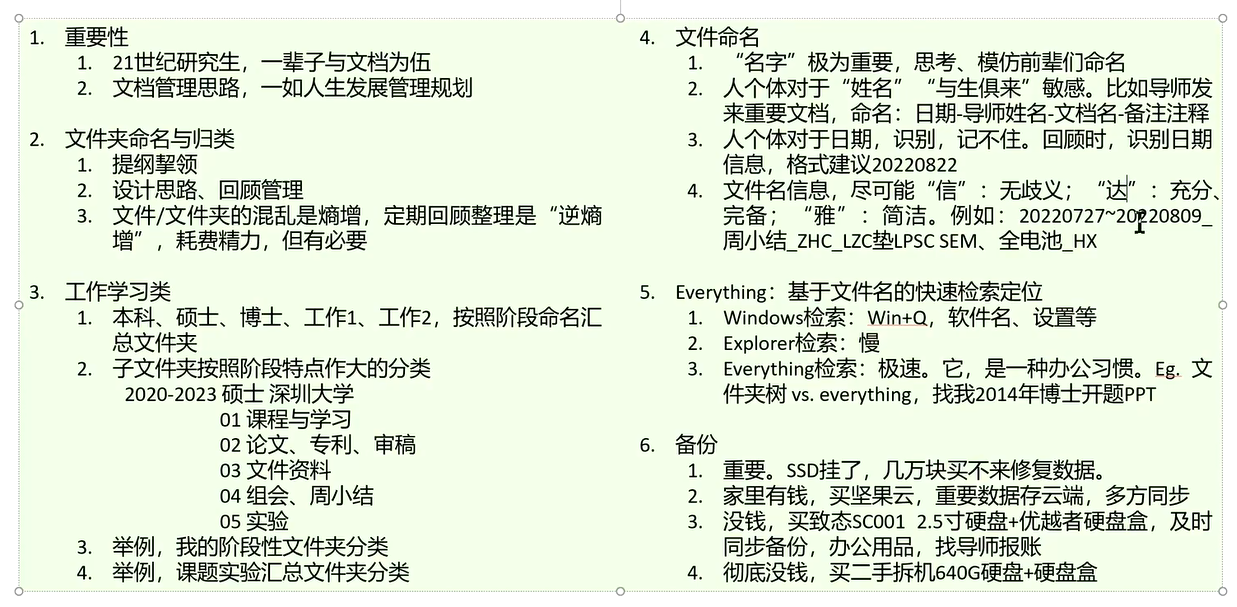 1. 重要性
1. 21世纪研究生，一辈子与文档为伍
2. 文档管理思路，一如人生发展管理规划
2. 文件夹命名与归类
1. 提纲挈领
2. 设计思路、回顾管理
3. 文件/文件夹的混乱是熵增，定期回顾整理是“逆熵
增”，耗费精力，但有必要
3. 工作学习类
1. 本科、硕士、博士、工作1、工作2，按照阶段命名汇
总文件夹
2. 子文件夹按照阶段特点作大的分类
2020-2023 硕士 深圳大学
01 课程与学习
02 论文、专利、审稿
03 文件资料
04 组会、周小结
05 实验
3. 举例，我的阶段性文件夹分类
4. 举例，课题实验汇总文件夹分类
4. 文件命名
1. “名字”极为重要，思考、模仿前辈们命名
2. 人个体对于“姓名”“与生俱来”敏感。比如导师发
来重要文档，命名：日期-导师姓名-文档名-备注注释
3. 人个体对于日期，识别，记不住。回顾时，识别日期
信息，格式建议20220822
4. 文件名信息，尽可能“信”：无歧义；“达”：充分、
完备；“雅”：简洁。例如：20220727~20220809_
周小结_ZHC_LZC垫LPSC SEM、全电池_HX
5. Everything：基于文件名的快速检索定位
1. Windows检索：Win+Q，软件名、设置等
2. Explorer检索：慢
3. Everything检索：极速。它，是一种办公习惯。Eg. 文
件夹树 vs. everything，找我2014年博士开题PPT
6. 备份
1. 重要。SSD挂了，几万块买不来修复数据。
2. 家里有钱，买坚果云，重要数据存云端，多方同步
3. 没钱，买致态SC001 2.5寸硬盘+优越者硬盘盒，及时
同步备份，办公用品，找导师报账
4. 彻底没钱，买二手拆机640G硬盘+硬盘盒